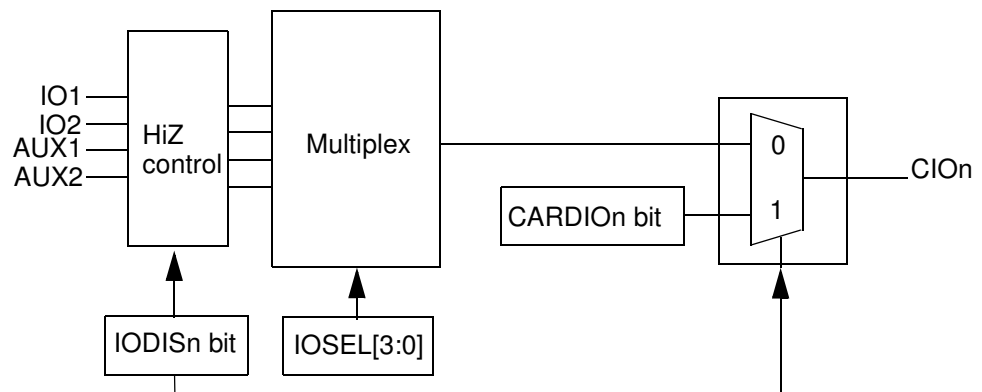 IO1
IO2
AUX1
AUX2
HiZ
control
Multiplex
0
1
CIOn
CARDIOn bit
IODISn bit
IOSEL[3:0]